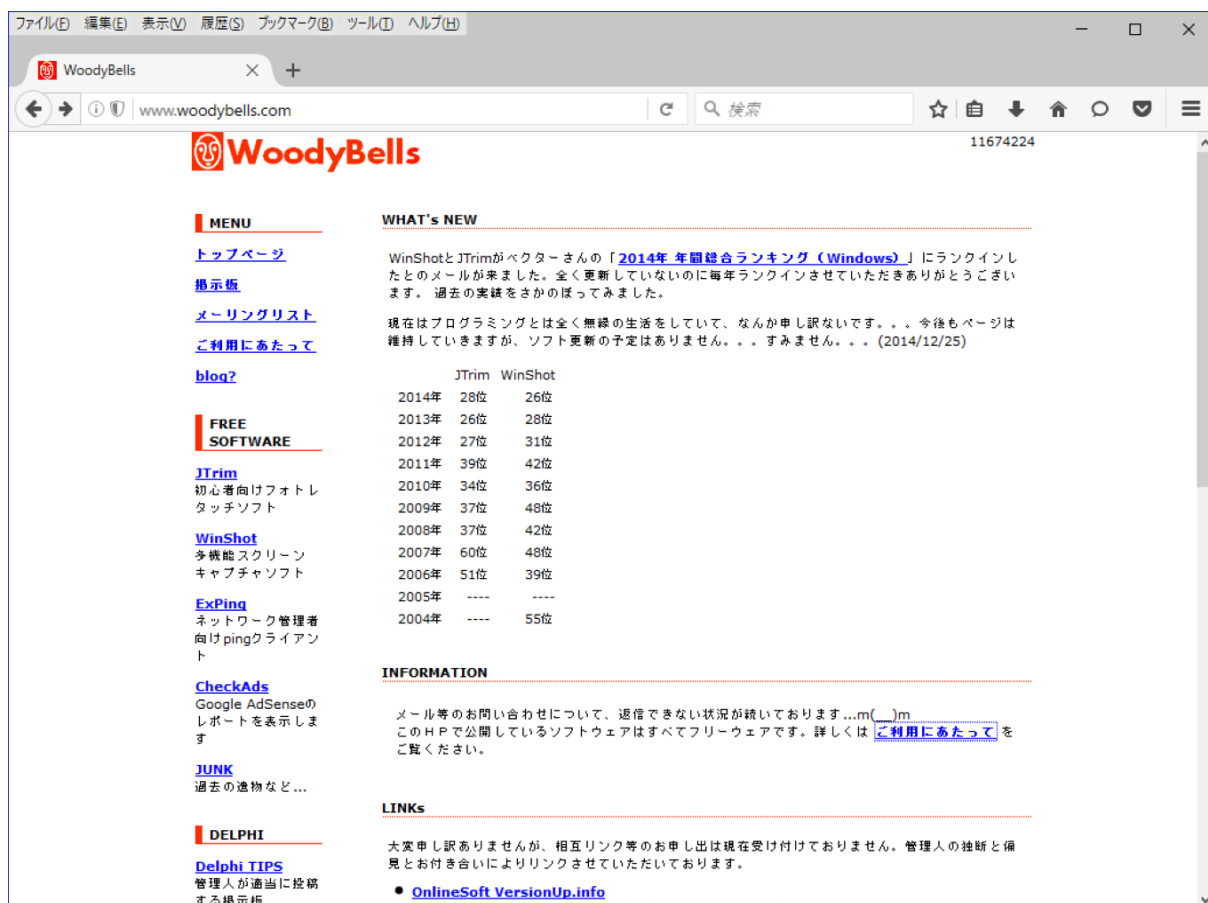 ファイル(F) 編集(E) 表示(V) 履歴(S) ブックマーク(B) ツール(T) ヘルプ(H)
WoodyBells
www.woodybells.com
検索
WoodyBells
11674224
MENU
トップページ
掲示板
メーリングリスト
ご利用にあたって
blog?
FREE
SOFTWARE
JTrim
初心者向けフォトレ
タッチソフト
WinShot
多機能スクリーン
キャプチャソフト
ExPing
ネットワーク管理者
向けpingクライアン
ト
CheckAds
Google AdSenseの
レポートを表示しま
す
JUNK
過去の遺物など...
DELPHI
Delphi TIPS
管理人が適当に投稿
する掲示板
WHAT's NEW
WinShotとJTrimがベクターさんの「2014年 年間総合ランキング（Windows）」にランクインし
たとのメールが来ました。全く更新していないのに毎年ランクインさせていただきありがとうござい
ます。 過去の実績をさかのぼってみました。
現在はプログラミングとは全く無縁の生活をしていて、なんか申し訳ないです。。。今後もページは
維持していきますが、ソフト更新の予定はありません。。。すみません。。。(2014/12/25)
JTrim WinShot
2014年 28位 26位
2013年 26位 28位
2012年 27位 31位
2011年 39位 42位
2010年 34位 36位
2009年 37位 48位
2008年 37位 42位
2007年 60位 48位
2006年 51位 39位
2005年 ---- ----
2004年 ---- 55位
INFORMATION
メール等のお問い合わせについて、返信できない状況が続いております...m(__)m
このＨＰで公開しているソフトウェアはすべてフリーウェアです。詳しくは ご利用にあたって を
ご覧ください。
LINKs
大変申し訳ありませんが、相互リンク等のお申し出は現在受け付けておりません。管理人の独断と偏
見とお付き合いによりリンクさせていただいております。
OnlineSoft VersionUp.info